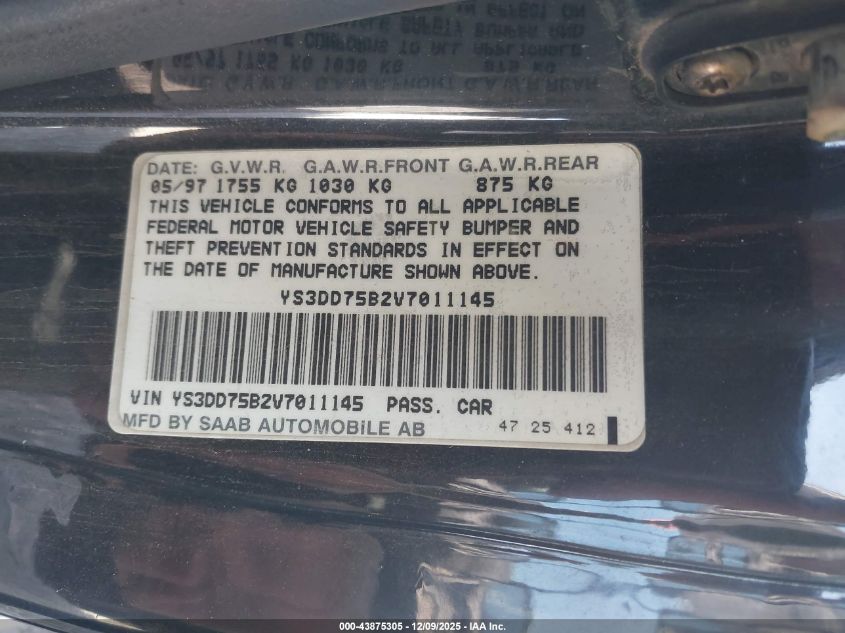 DATE: G.V.W.R. G.A.W.R.FRONT G.A.W.R.REAR
05/97 1755 KG 1030 KG 875 KG
THIS VEHICLE CONFORMS TO ALL APPLICABLE
FEDERAL MOTOR VEHICLE SAFETY BUMPER AND
THEFT PREVENTION STANDARDS IN EFFECT ON
THE DATE OF MANUFACTURE SHOWN ABOVE.
YS3DD75B2V7011145
VIN YS3DD75B2V7011145 PASS. CAR
MFD BY SAAB AUTOMOBILE AB 47 25 412
000-43875305 - 12/09/2025 - IAA Inc.